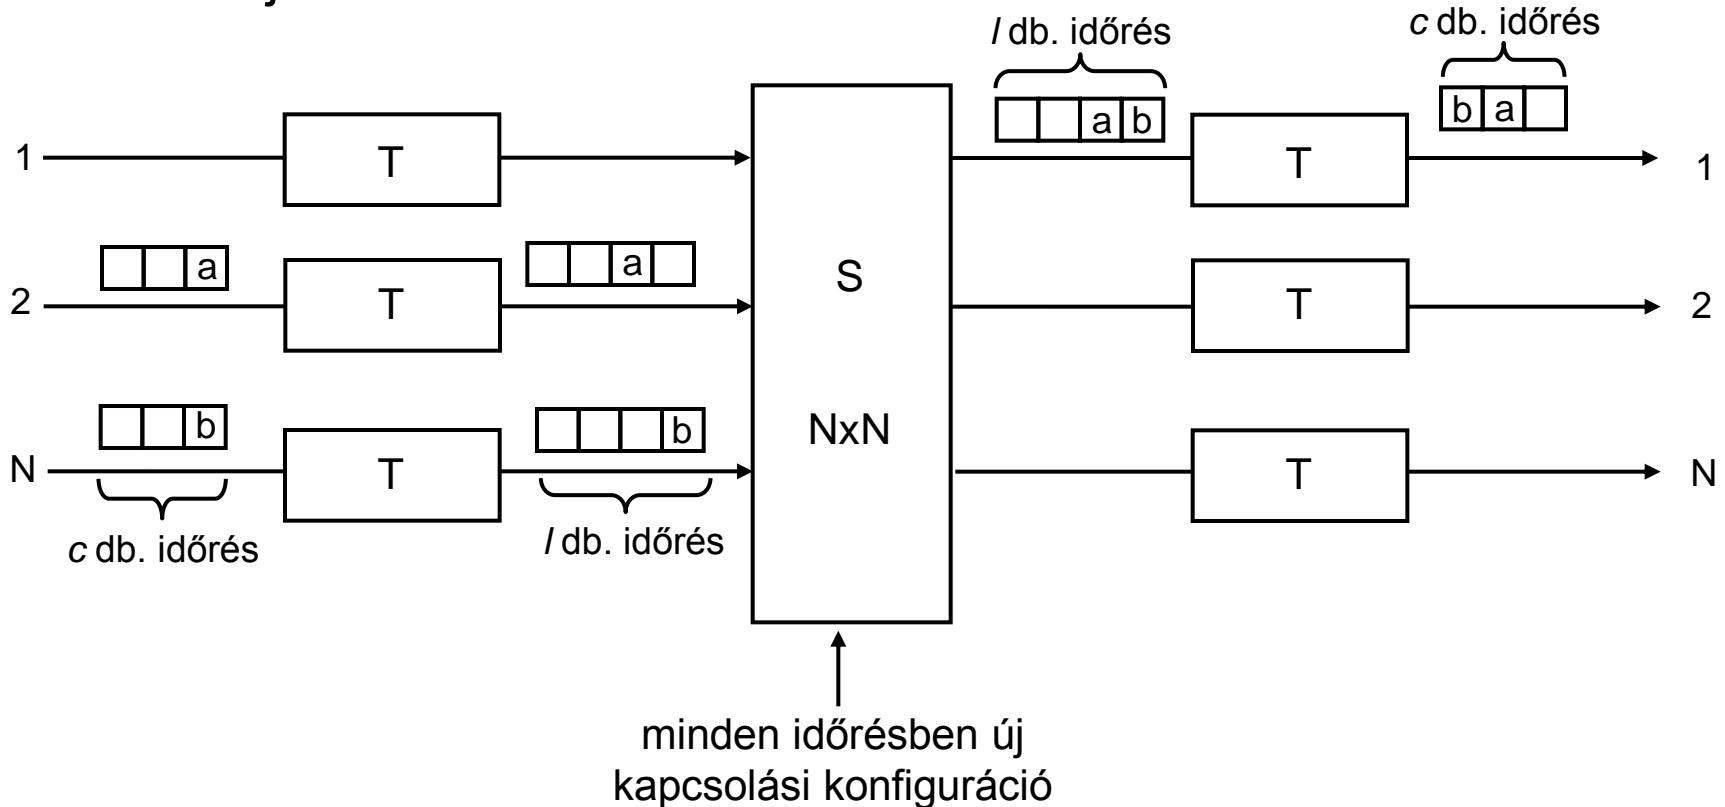 l db. időrés
c db. időrés
a b
b a
1
T
T
1
a
a
2
T
S
T
2
b
b
NxN
N
T
T
N
c db. időrés
l db. időrés
minden időrésben új
kapcsolási konfiguráció